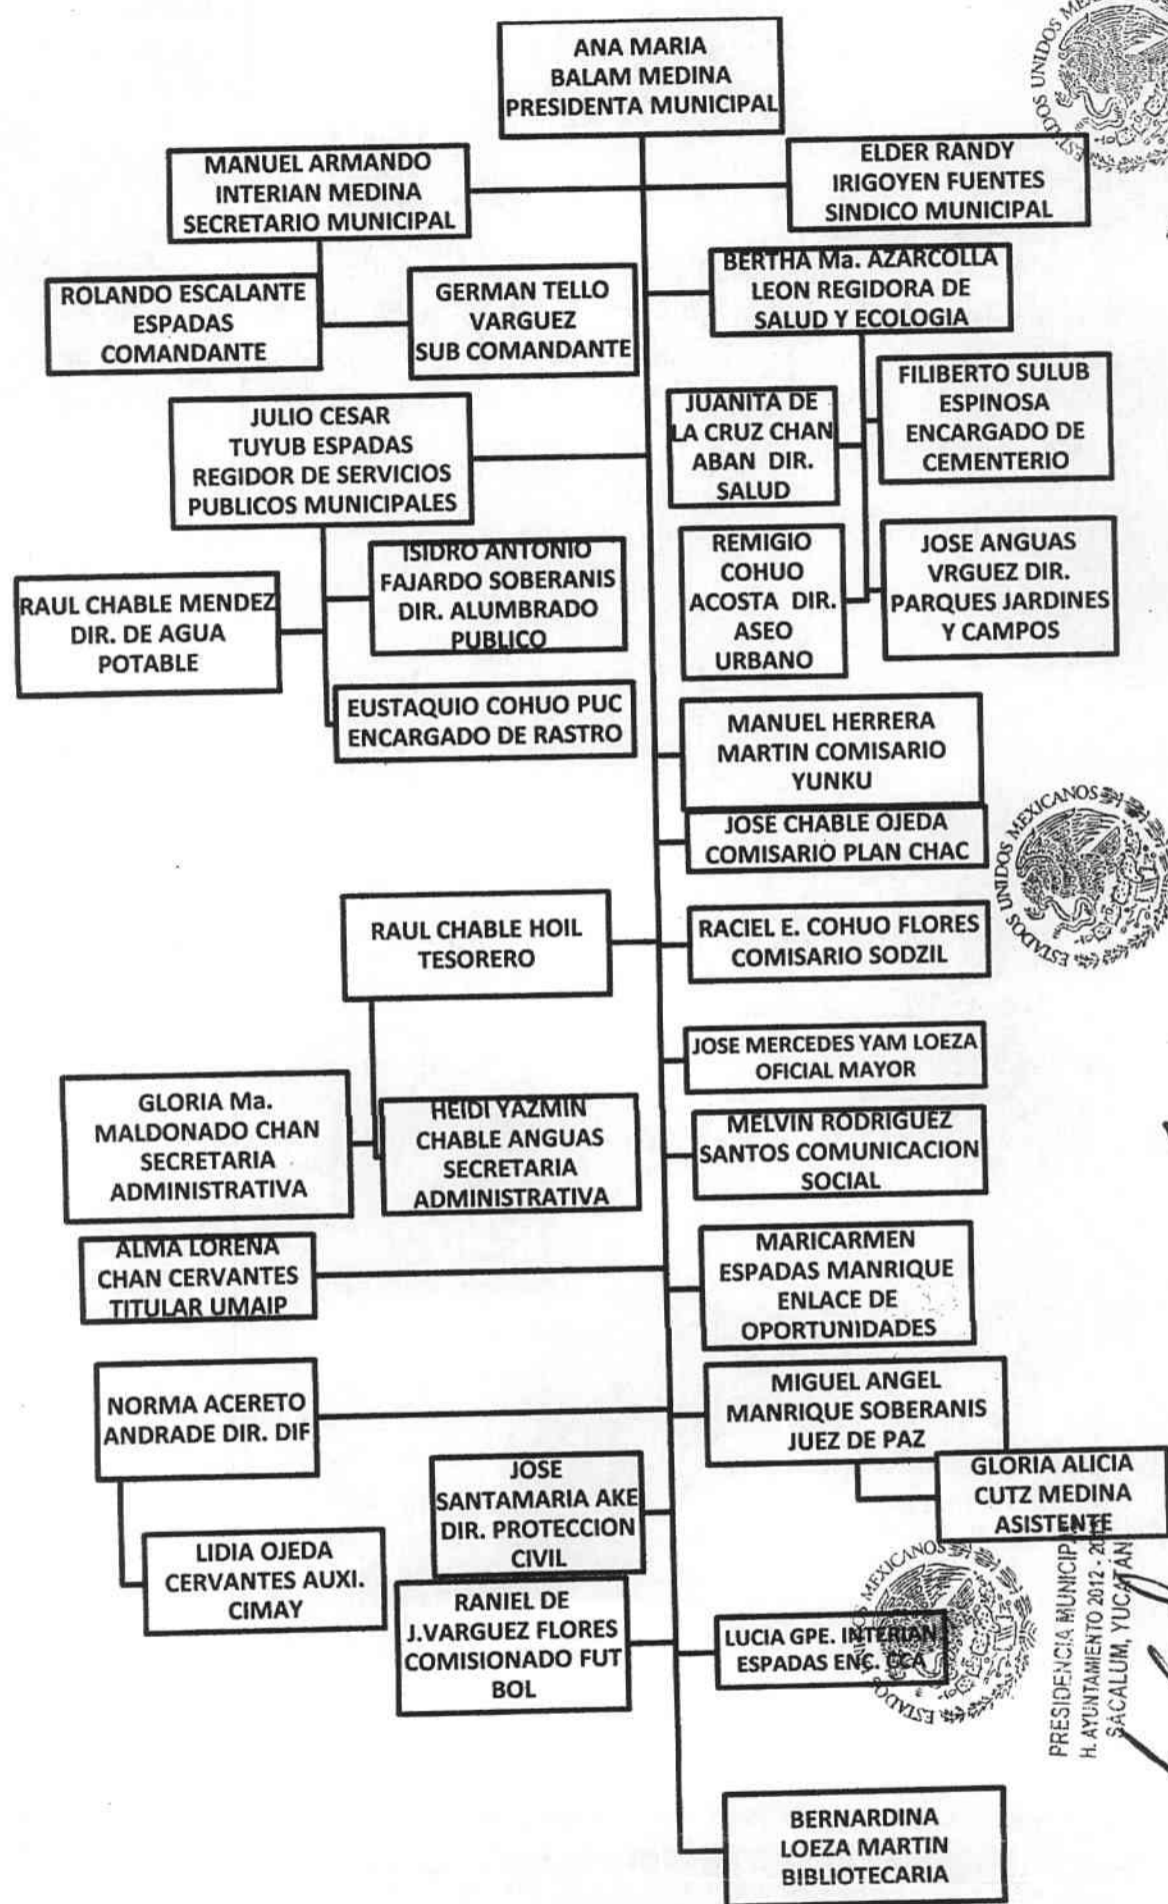 ANA MARIA
BALAM MEDINA
PRESIDENTA MUNICIPAL
MANUEL ARMANDO
INTERIAN MEDINA
SECRETARIO MUNICIPAL
ELDER RANDY
IRIGOYEN FUENTES
SINDICO MUNICIPAL
ROLANDO ESCALANTE
ESPADAS
COMANDANTE
GERMAN TELLO
VARGUEZ
SUB COMANDANTE
BERTHA Ma. AZARCOLLA
LEON REGIDORA DE
SALUD Y ECOLOGIA
JULIO CESAR
TUYUB ESPADAS
REGIDOR DE SERVICIOS
PUBLICOS MUNICIPALES
JUANITA DE
LA CRUZ CHAN
ABAN DIR.
SALUD
FILIBERTO SULUB
ESPINOSA
ENCARGADO DE
CEMENTERIO
RAUL CHABLE MENDEZ
DIR. DE AGUA
POTABLE
ISIDRO ANTONIO
FAJARDO SOBERANIS
DIR. ALUMBRADO
PUBLICO
REMIGIO
COHUO
ACOSTA DIR.
ASEO
URBANO
JOSE ANGUAS
VRGUEZ DIR.
PARQUES JARDINES
Y CAMPOS
EUSTAQUIO COHUO PUC
ENCARGADO DE RASTRO
MANUEL HERRERA
MARTIN COMISARIO
YUNKU
JOSE CHABLE OJEDA
COMISARIO PLAN CHAC
RAUL CHABLE HOIL
TESORERO
RACIEL E. COHUO FLORES
COMISARIO SODZIL
JOSE MERCEDES YAM LOEZA
OFICIAL MAYOR
GLORIA Ma.
MALDONADO CHAN
SECRETARIA
ADMINISTRATIVA
HEIDI YAZMIN
CHABLE ANGUAS
SECRETARIA
ADMINISTRATIVA
MELVIN RODRIGUEZ
SANTOS COMUNICACION
SOCIAL
ALMA LORENA
CHAN CERVANTES
TITULAR UMAIP
MARICARMEN
ESPADAS MANRIQUE
ENLACE DE
OPORTUNIDADES
NORMA ACERETO
ANDRADE DIR. DIF
MIGUEL ANGEL
MANRIQUE SOBERANIS
JUEZ DE PAZ
JOSE
SANTAMARIA AKE
DIR. PROTECCION
CIVIL
GLORIA ALICIA
CUTZ MEDINA
ASISTENTE
LIDIA OJEDA
CERVANTES AUXI.
CIMAY
RANIEL DE
J.VARGUEZ FLORES
COMISIONADO FUT
BOL
LUCIA GPE. INTERIAN
ESPADAS ENC. CCA
BERNARDINA
LOEZA MARTIN
BIBLIOTECARIA
ESTADOS UNIDOS
ESTADOS UNIDOS MEXICANOS
ESTADOS UNIDOS MEXICANOS
PRESIDENCIA
H. AYUNTAMIENTO 2012 -
SACALUM, YUCATÁN